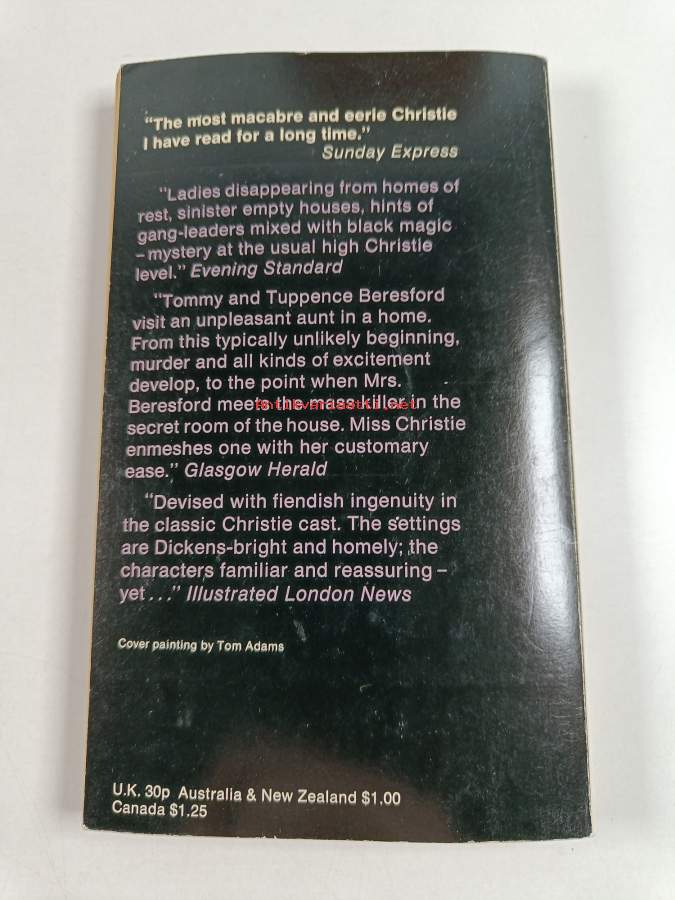 "The most macabre and eerie Christie
I have read for a long time."
Sunday Express
"Ladies disappearing from homes of
rest, sinister empty houses, hints of
gang-leaders mixed with black magic
– mystery at the usual high Christie
level." Evening Standard
"Tommy and Tuppence Beresford
visit an unpleasant aunt in a home.
From this typically unlikely beginning,
murder and all kinds of excitement
develop, to the point when Mrs.
Beresford meets the mass killer in the
secret room of the house. Miss Christie
enmeshes one with her customary
ease." Glasgow Herald
"Devised with fiendish ingenuity in
the classic Christie cast. The settings
are Dickens-bright and homely; the
characters familiar and reassuring –
yet . . ." Illustrated London News
Cover painting by Tom Adams
U.K. 30p Australia & New Zealand $1.00
Canada $1.25